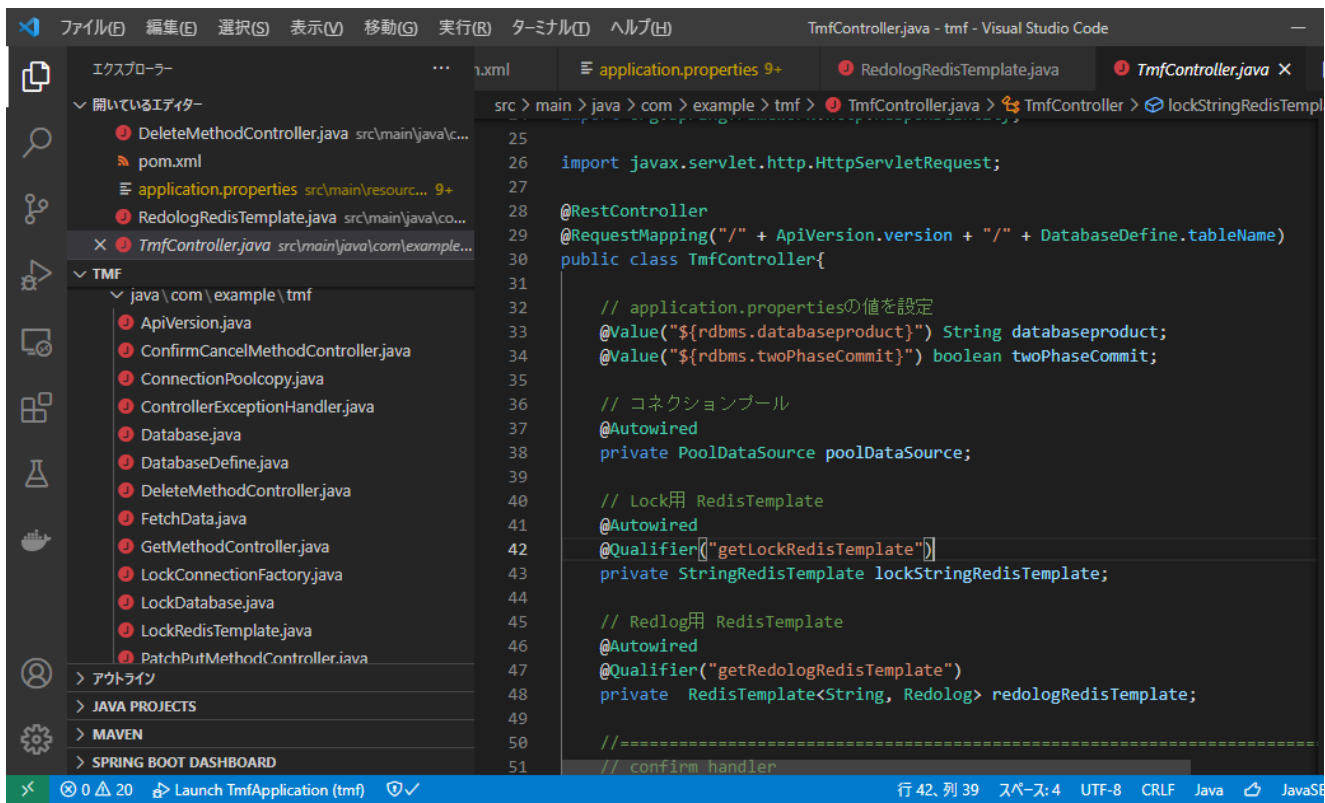 ファイル(F) 編集(E) 選択(S) 表示(V) 移動(G) 実行(R) ターミナル(T) ヘルプ(H) TmfController.java - tmf - Visual Studio Code
エクスプローラー ···
n.xml application.properties 9+ RedologRedisTemplate.java TmfController.java
src > main > java > com > example > tmf > TmfController.java > TmfController > lockStringRedisTempl
開いているエディター
DeleteMethodController.java src\main\java\c...
pom.xml
application.properties src\main\resourc... 9+
RedologRedisTemplate.java src\main\java\co...
TmfController.java src\main\java\com\example...
TMF
java\com\example\tmf
ApiVersion.java
ConfirmCancelMethodController.java
ConnectionPoolcopy.java
ControllerExceptionHandler.java
Database.java
DatabaseDefine.java
DeleteMethodController.java
FetchData.java
GetMethodController.java
LockConnectionFactory.java
LockDatabase.java
LockRedisTemplate.java
PatchPutMethodController.java
アウトライン
JAVA PROJECTS
MAVEN
SPRING BOOT DASHBOARD
25
26 import javax.servlet.http.HttpServletRequest;
27
28 @RestController
29 @RequestMapping("/" + ApiVersion.version + "/" + DatabaseDefine.tableName)
30 public class TmfController{
31
32 // application.propertiesの値を設定
33 @Value("${rdbms.databaseproduct}") String databaseproduct;
34 @Value("${rdbms.twoPhaseCommit}") boolean twoPhaseCommit;
35
36 // コネクションプール
37 @Autowired
38 private PoolDataSource poolDataSource;
39
40 // Lock用 RedisTemplate
41 @Autowired
42 @Qualifier("getLockRedisTemplate")
43 private StringRedisTemplate lockStringRedisTemplate;
44
45 // Redlog用 RedisTemplate
46 @Autowired
47 @Qualifier("getRedologRedisTemplate")
48 private  RedisTemplate<String, Redolog> redologRedisTemplate;
49
50 //=======================================================================
51 // confirm handler
0 20 Launch TmfApplication (tmf) 行 42、列 39 スペース: 4 UTF-8 CRLF Java JavaSE